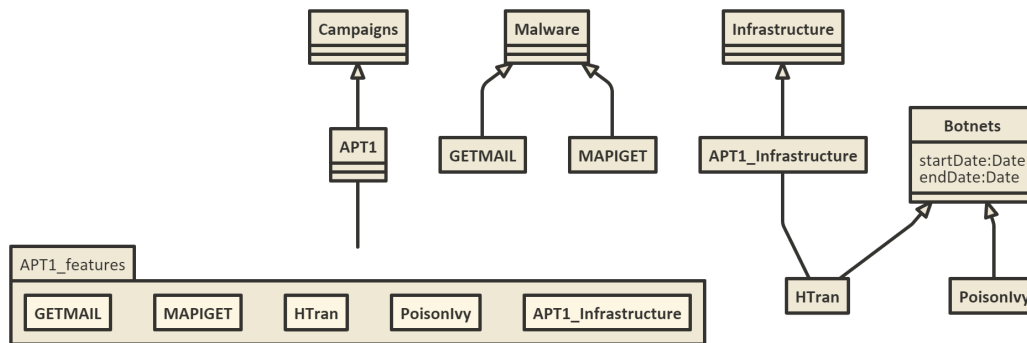 Campaigns
Malware
Infrastructure
Botnets
startDate:Date
endDate:Date
APT1
GETMAIL
MAPIGET
APT1_Infrastructure
APT1_features
GETMAIL
MAPIGET
HTran
PoisonIvy
APT1_Infrastructure
HTran
PoisonIvy